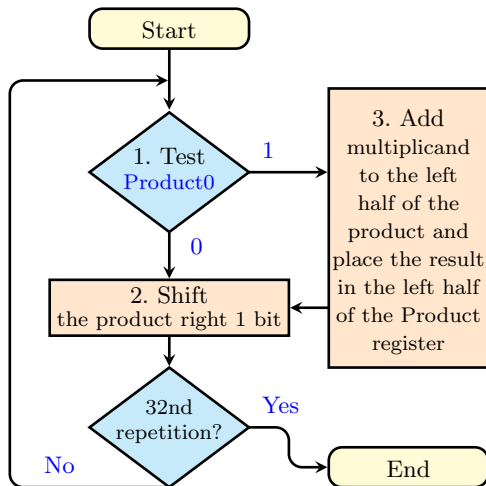 Start
1. Test
Product0
1
0
3. Add
multiplicand
to the left
half of the
product and
place the result
in the left half
of the Product
register
2. Shift
the product right 1 bit
32nd
repetition?
Yes
No
End